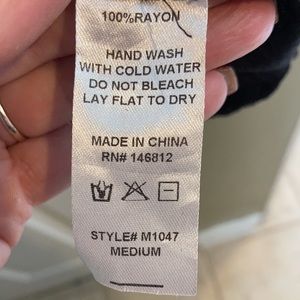 100%RAYON
HAND WASH
WITH COLD WATER
DO NOT BLEACH
LAY FLAT TO DRY
MADE IN CHINA
RN# 146812
STYLE# M1047
MEDIUM